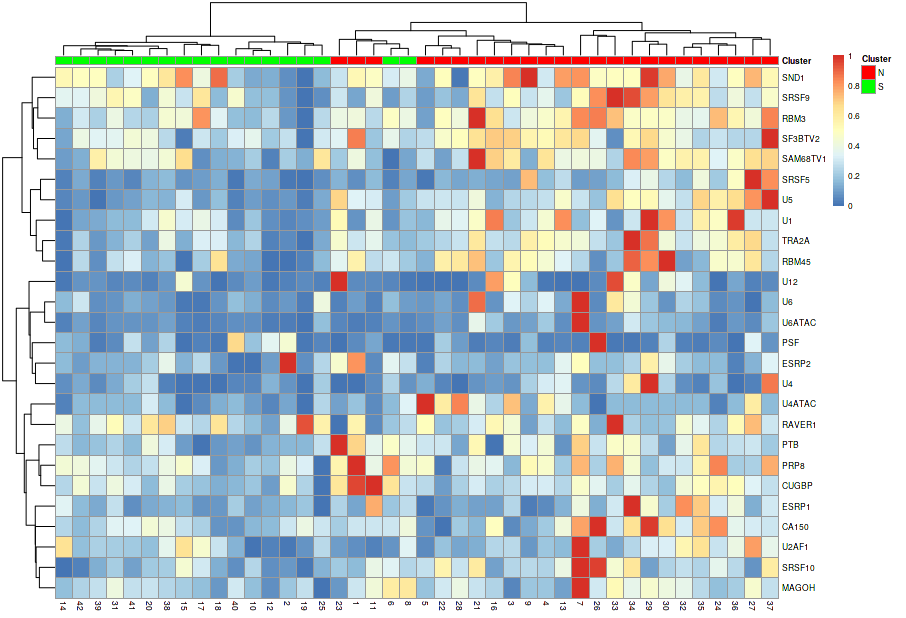 Cluster
SND1
SRSF9
RBM3
SF3BTV2
SAM68TV1
SRSF5
U5
U1
TRA2A
RBM45
U12
U6
U6ATAC
PSF
ESRP2
U4
U4ATAC
RAVER1
PTB
PRP8
CUGBP
ESRP1
CA150
U2AF1
SRSF10
MAGOH
14 42 39 31 41 20 38 15 17 18 40 10 12 2 19 25 23 1 11 6 8 5 22 28 21 16 3 9 4 13 7 26 33 34 29 30 32 35 24 36 27 37
1
0.8
0.6
0.4
0.2
0
Cluster
N
S